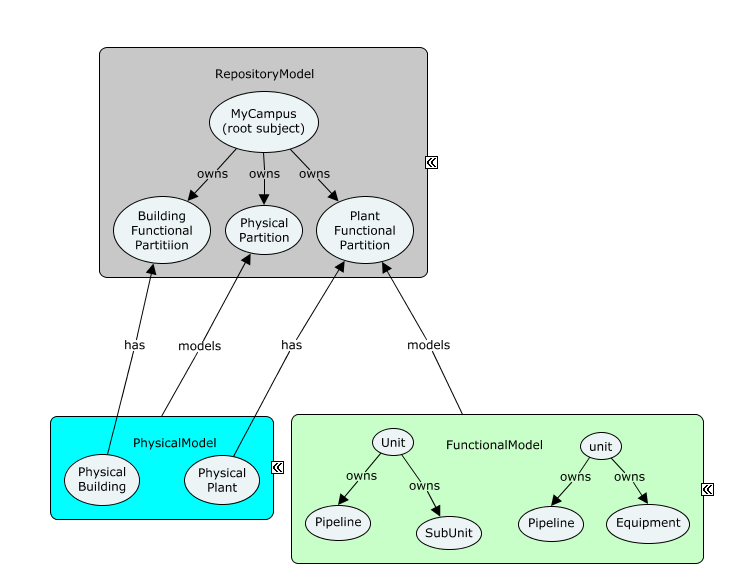 RepositoryModel
MyCampus
(root subject)
owns
owns
owns
Building
Functional
Partitiion
Physical
Partition
Plant
Functional
Partition
has
models
has
models
PhysicalModel
Physical
Building
Physical
Plant
FunctionalModel
Unit
unit
owns
owns
owns
owns
Pipeline
SubUnit
Pipeline
Equipment